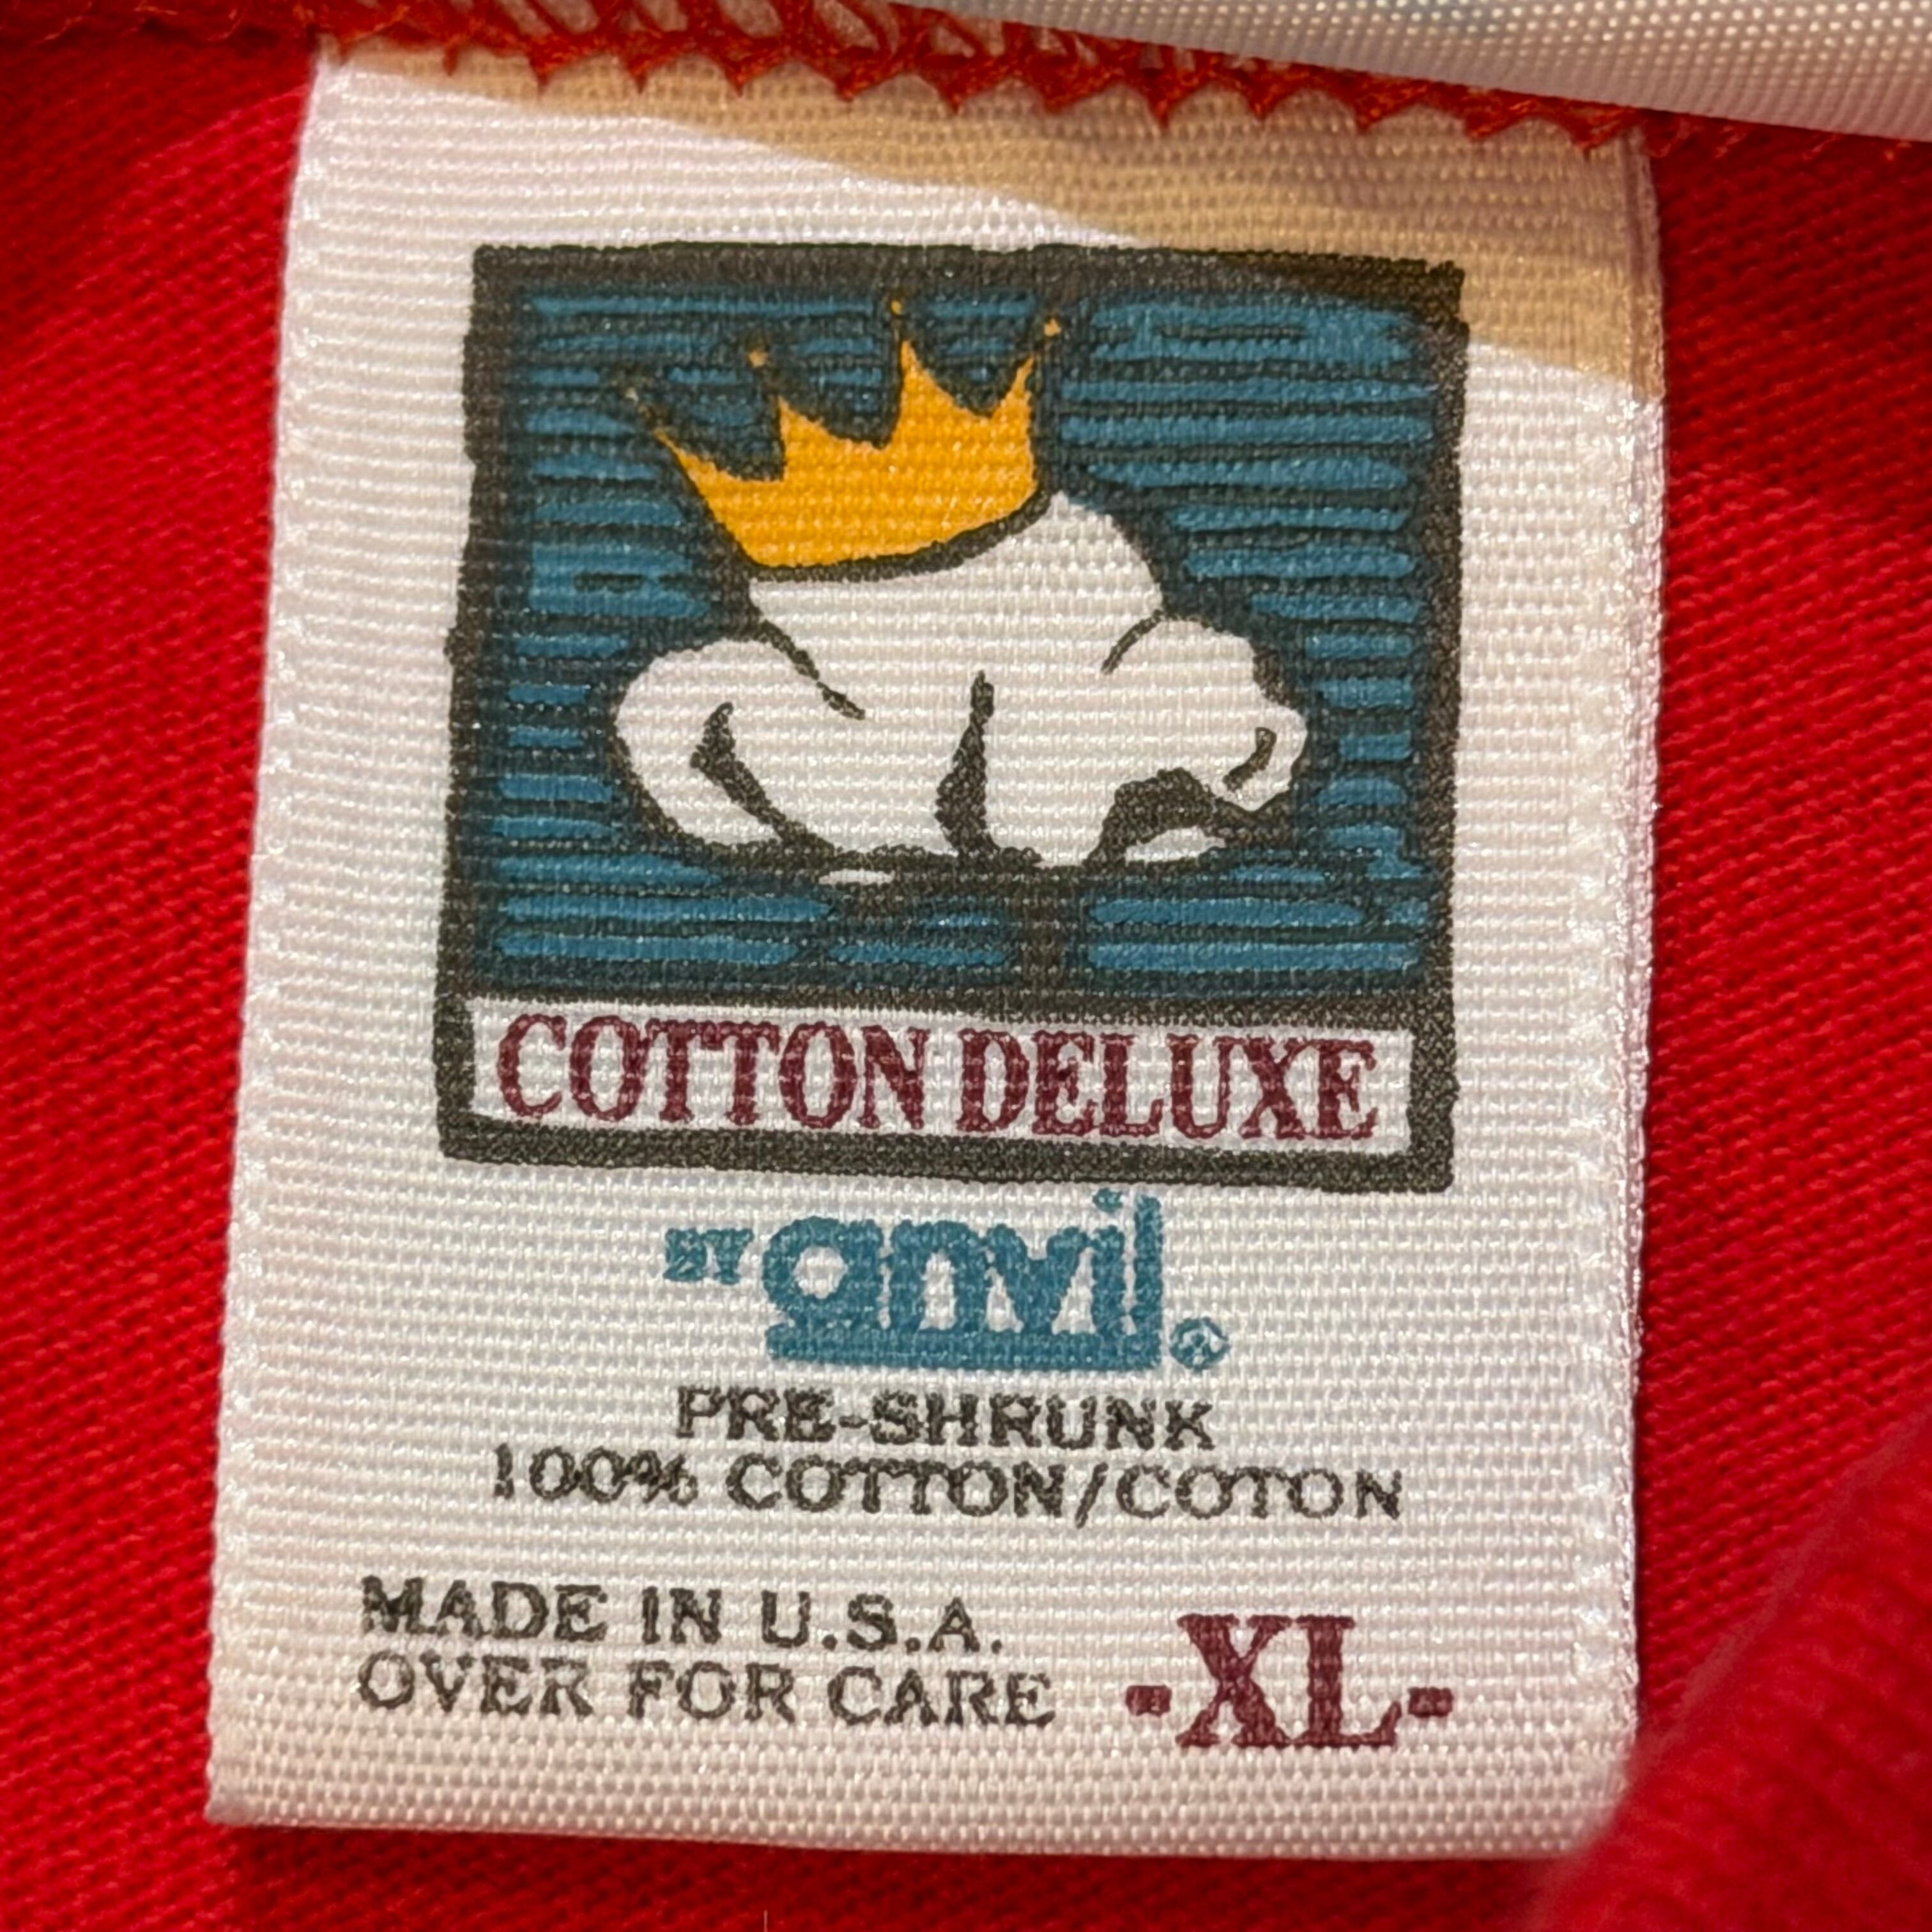 COTTON DELUXE
BY anvil®
PRE-SHRUNK
100% COTTON/COTON
MADE IN U.S.A.
OVER FOR CARE -XL-